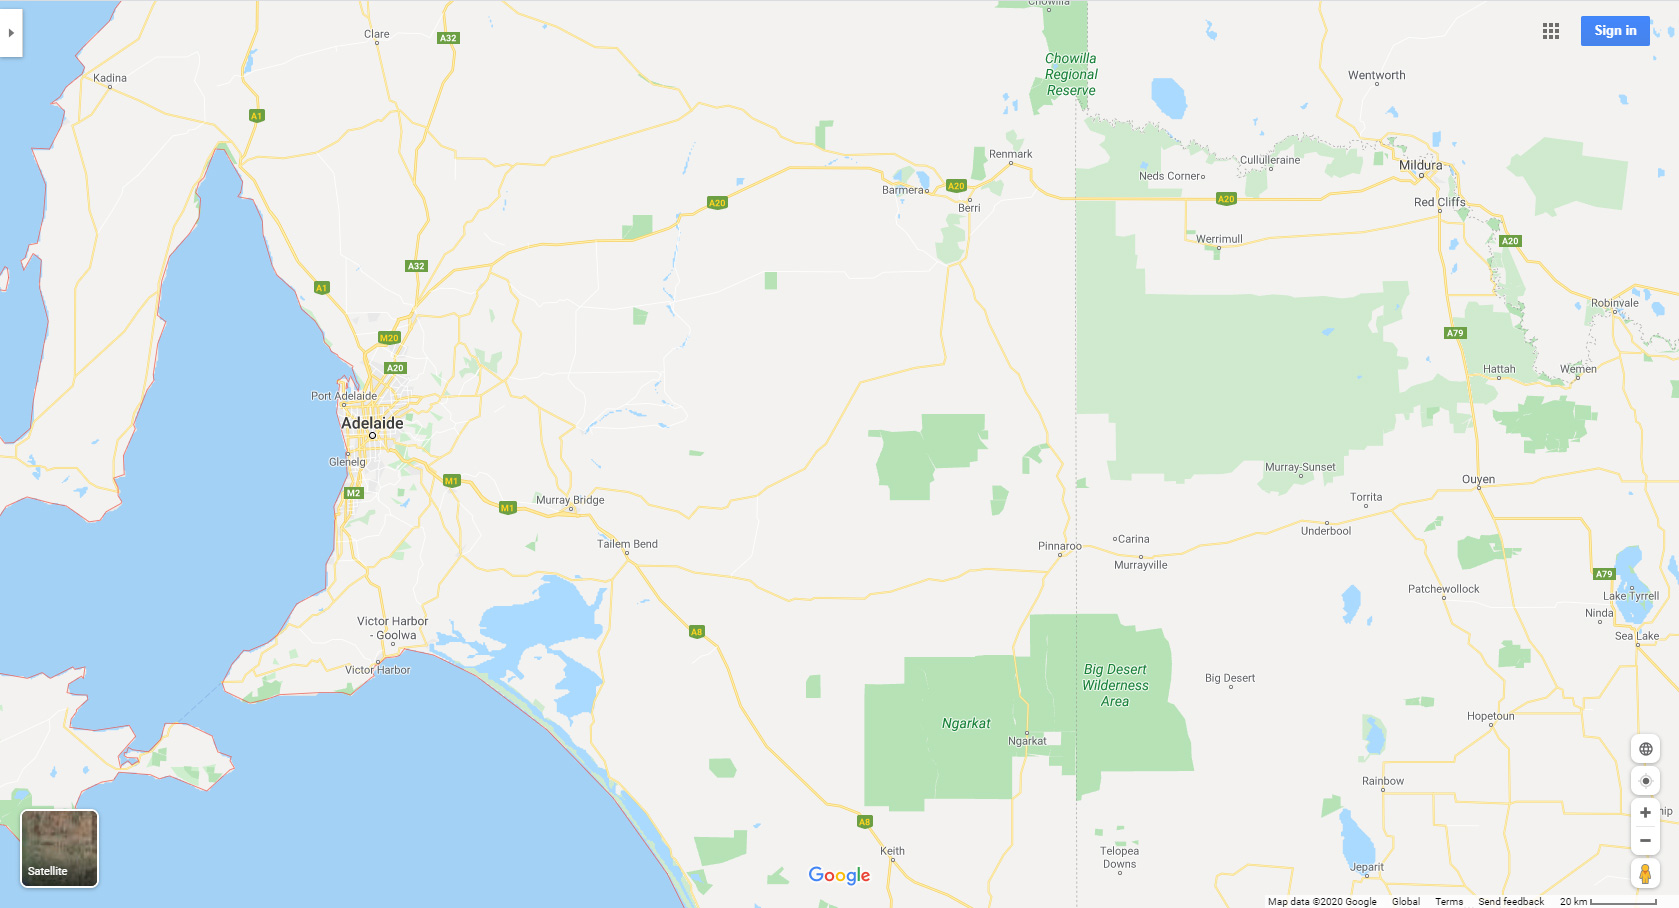 Chowilla
Clare
A32
Sign in
Kadina
Chowilla
Regional
Reserve
Wentworth
A1
Renmark
Cullulleraine
Mildura
Neds Corner
Barmera
A20
A20
Berri
A20
Red Cliffs
Werrimull
A20
A32
A1
Robinvale
A79
M20
A20
Hattah
Wemen
Port Adelaide
Adelaide
Glenelg
Murray-Sunset
M1
Ouyen
M2
Murray Bridge
Torrita
M1
Underbool
Tailem Bend
Pinnaroo
Carina
Murrayville
A79
Patchewollock
Lake Tyrrell
Ninda
Victor Harbor
- Goolwa
A8
Sea Lake
Victor Harbor
Big Desert
Wilderness
Area
Big Desert
Ngarkat
Hopetoun
Ngarkat
Rainbow
hip
A8
Keith
Telopea
Downs
Jeparit
Satellite
Google
Map data ©2020 Google Global Terms Send feedback 20 km